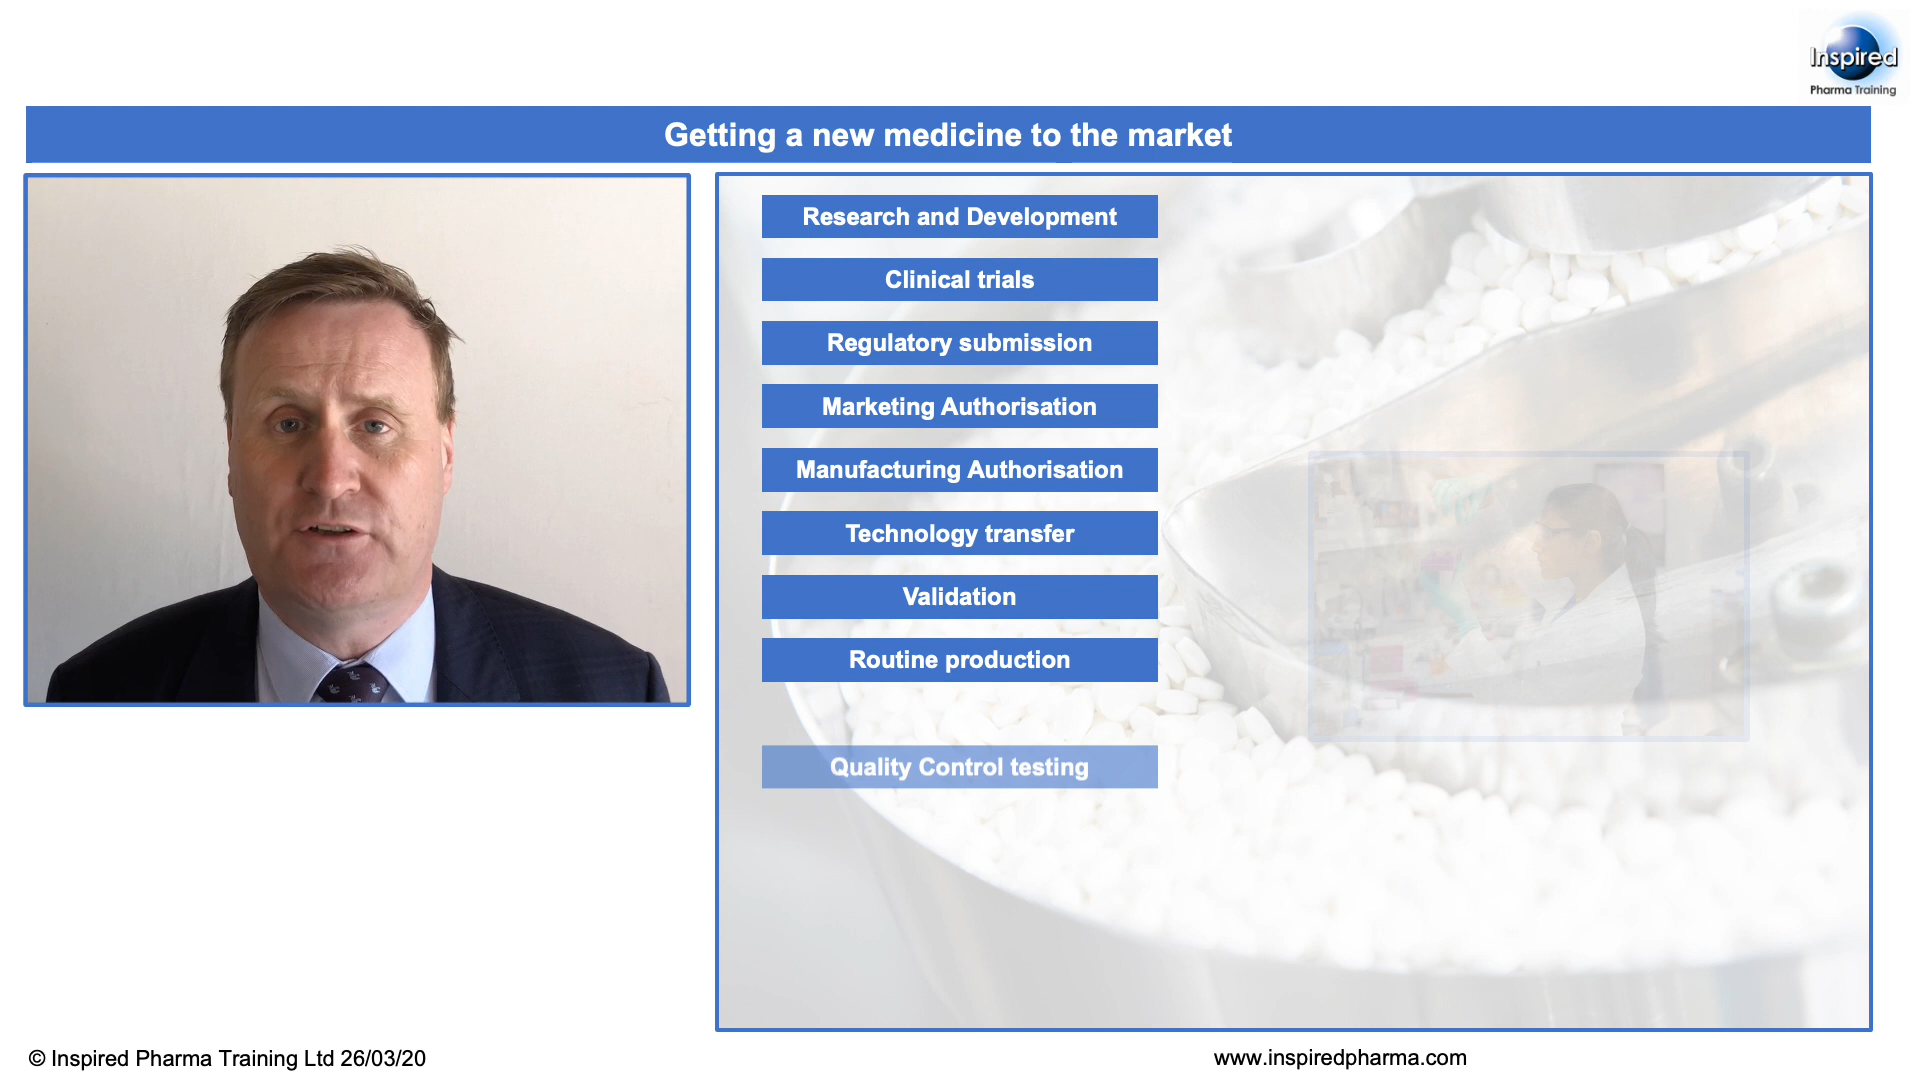 Inspired
Pharma Training
Getting a new medicine to the market
Research and Development
Clinical trials
Regulatory submission
Marketing Authorisation
Manufacturing Authorisation
Technology transfer
Validation
Routine production
Quality Control testing
© Inspired Pharma Training Ltd 26/03/20
www.inspiredpharma.com